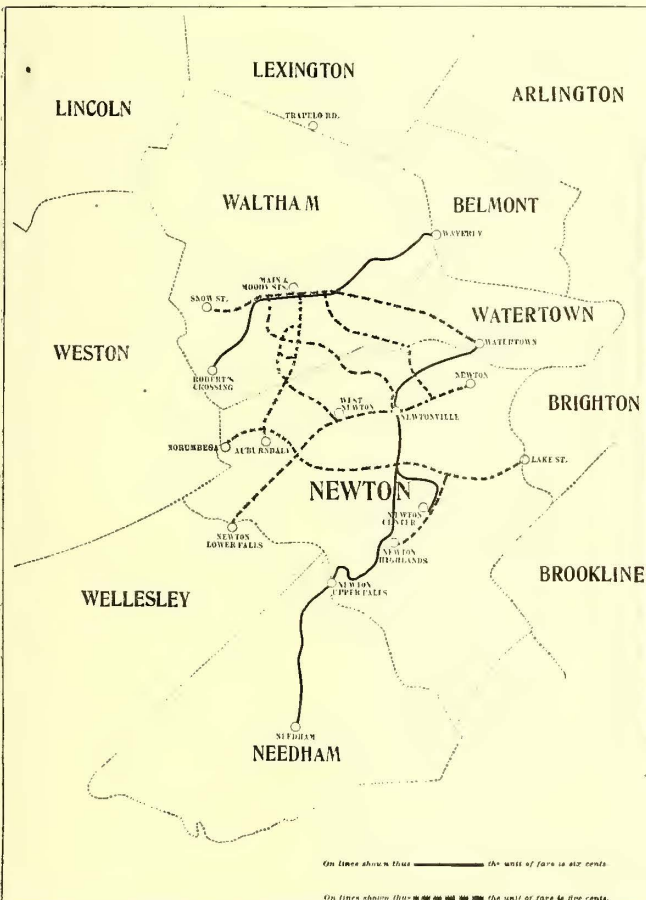 LEXINGTON
LINCOLN
ARLINGTON
TRAPELO RD.
WALTHAM
BELMONT
WAVERLY
MAIN &
MOODY STS.
SNOW ST.
WATERTOWN
WATERTOWN
WESTON
ROBERT'S
CROSSING
NEWTON
WEST
NEWTON
NEWTONVILLE
BRIGHTON
NORUMBEGA
AUBURNDALE
LAKE ST.
NEWTON
NEWTON
CENTER
NEWTON
LOWER FALLS
NEWTON
HIGHLANDS
BROOKLINE
WELLESLEY
NEWTON
UPPER FALLS
NEEDHAM
NEEDHAM
On lines shown thus the unit of fare is six cents.
On lines shown thus the unit of fare is five cents.